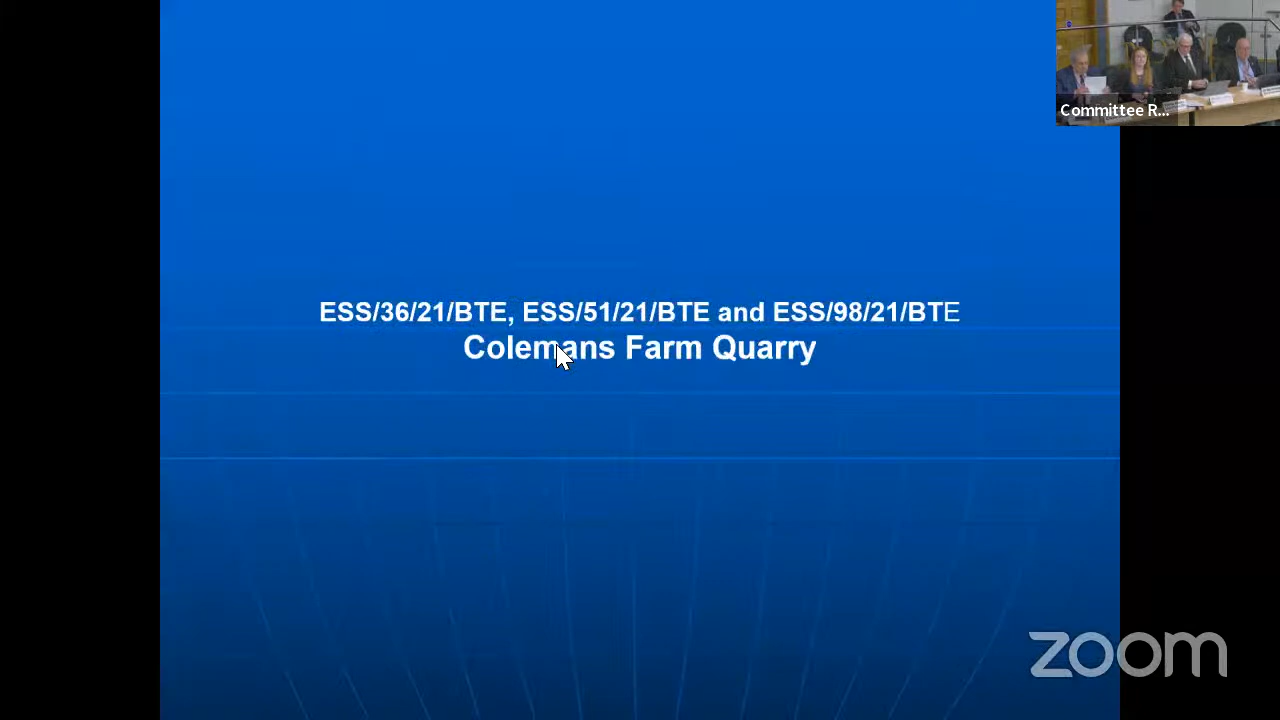 Committee R...
ESS/36/21/BTE, ESS/51/21/BTE and ESS/98/21/BTE
Colemans Farm Quarry
zoom